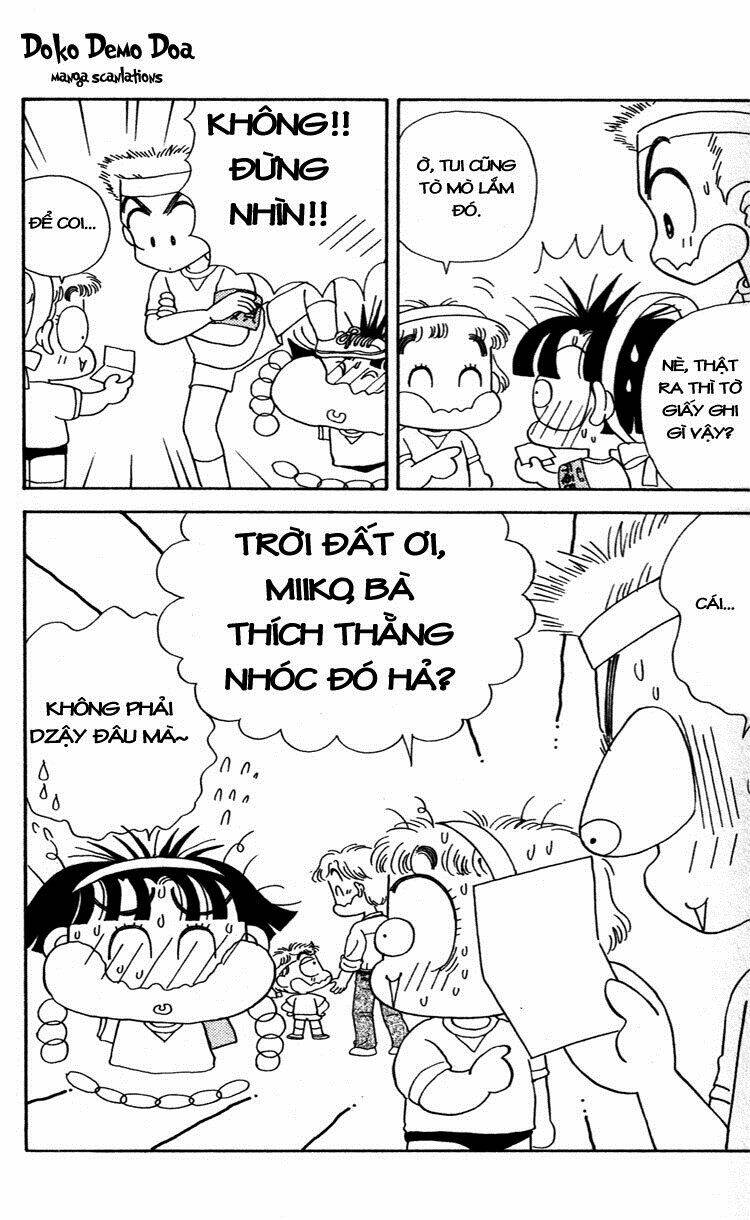 Doko Demo Doa
manga scanlations
NÈ, THẬT
RA THÌ TỜ
GIẤY GHI
GÌ VẬY?
Ờ, TUI CŨNG
TÒ MÒ LẮM
ĐÓ.
KHÔNG!!
ĐỪNG
NHÌN!!
ĐỂ COI...
CÁI...
TRỜI ĐẤT ƠI,
MIIKO, BÀ
THÍCH THẰNG
NHÓC ĐÓ HẢ?
KHÔNG PHẢI
DZẬY ĐÂU MÀ~